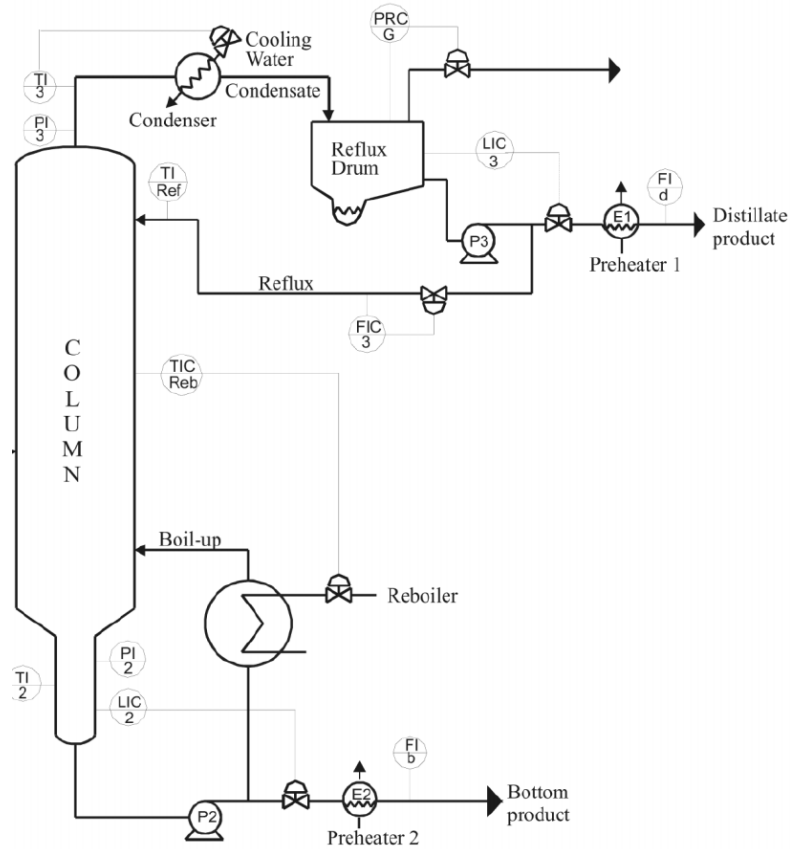 PRC
G
Cooling
Water
TI
3
Condensate
Condenser
PI
3
Reflux
Drum
LIC
3
TI
Ref
FI
d
E1
P3
Distillate
product
Preheater 1
Reflux
FIC
3
COLUMN
TIC
Reb
Boil-up
Reboiler
PI
2
TI
2
LIC
2
FI
b
E2
P2
Bottom
product
Preheater 2